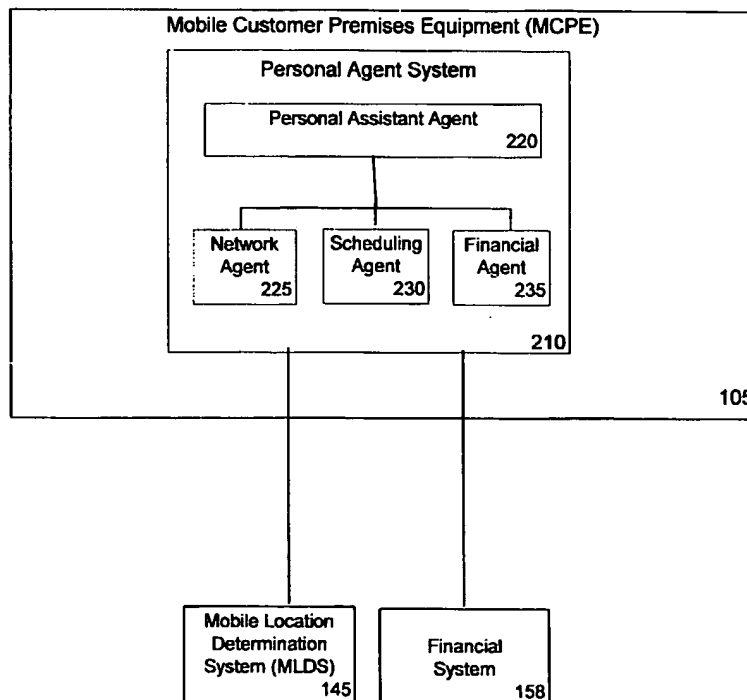 Mobile Customer Premises Equipment (MCPE)
Personal Agent System
Personal Assistant Agent
220
Network
Agent
225
Scheduling
Agent
230
Financial
Agent
235
210
105
Mobile Location
Determination
System (MLDS)
145
Financial
System
158